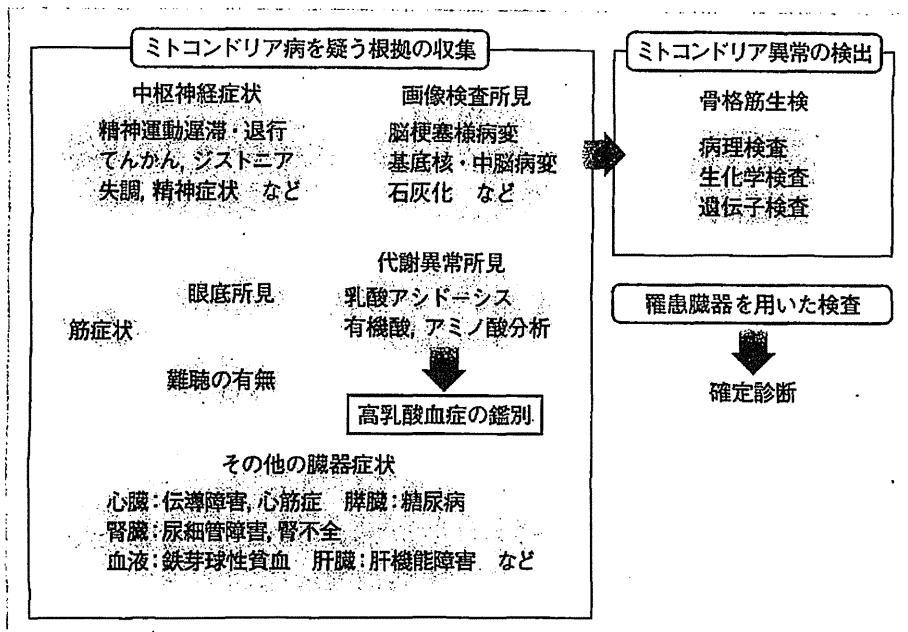 ミトコンドリア病を疑う根拠の収集
中枢神経症状
精神運動遅滞・退行
てんかん, ジストニア
失調, 精神症状 など
画像検査所見
脳梗塞様病変
基底核・中脳病変
石灰化 など
筋症状
眼底所見
難聴の有無
代謝異常所見
乳酸アシドーシス
有機酸, アミノ酸分析
高乳酸血症の鑑別
その他の臓器症状
心臓:伝導障害, 心筋症 膵臓:糖尿病
腎臓:尿細管障害, 腎不全
血液:鉄芽球性貧血 肝臓:肝機能障害 など
ミトコンドリア異常の検出
骨格筋生検
病理検査
生化学検査
遺伝子検査
罹患臓器を用いた検査
確定診断